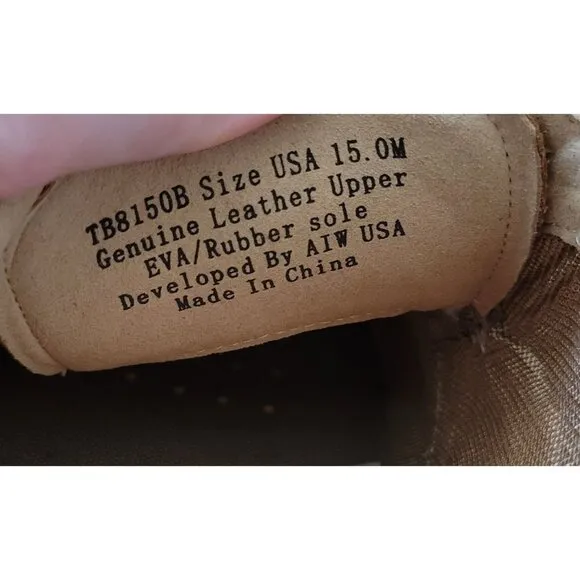 TB8150B Size USA 15.0M
Genuine Leather Upper
EVA/Rubber sole
Developed By AIW USA
Made In China